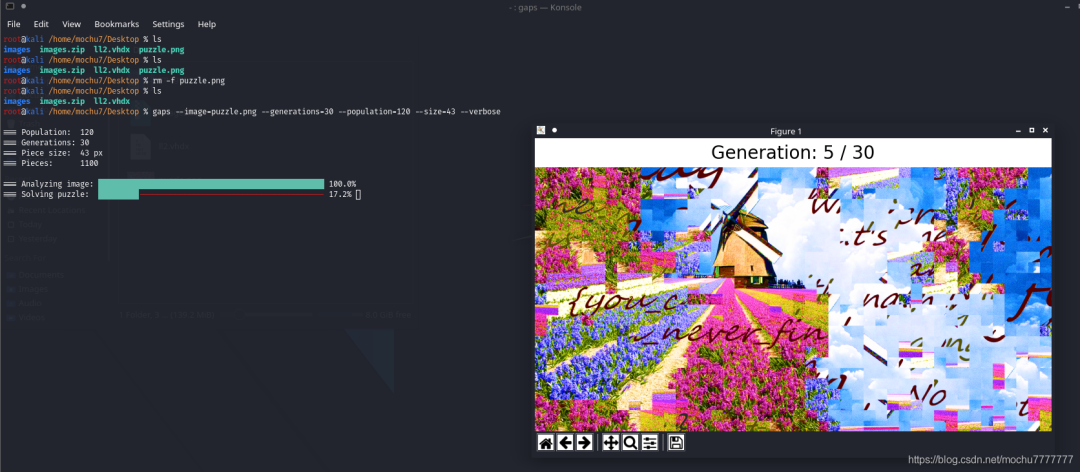 - : gaps — Konsole
File Edit View Bookmarks Settings Help
root@kali /home/mochu7/Desktop % ls
images images.zip ll2.vhdx puzzle.png
root@kali /home/mochu7/Desktop % ls
images images.zip ll2.vhdx puzzle.png
root@kali /home/mochu7/Desktop % rm -f puzzle.png
root@kali /home/mochu7/Desktop % ls
images images.zip ll2.vhdx
root@kali /home/mochu7/Desktop % gaps --image=puzzle.png --generations=30 --population=120 --size=43 --verbose
Population: 120
Generations: 30
Piece size: 43 px
Pieces: 1100
Analyzing image: 100.0%
Solving puzzle: 17.2%
Figure 1
Generation: 5 / 30
it's
{you_c
_never_fin
No
https://blog.csdn.net/mochu7777777